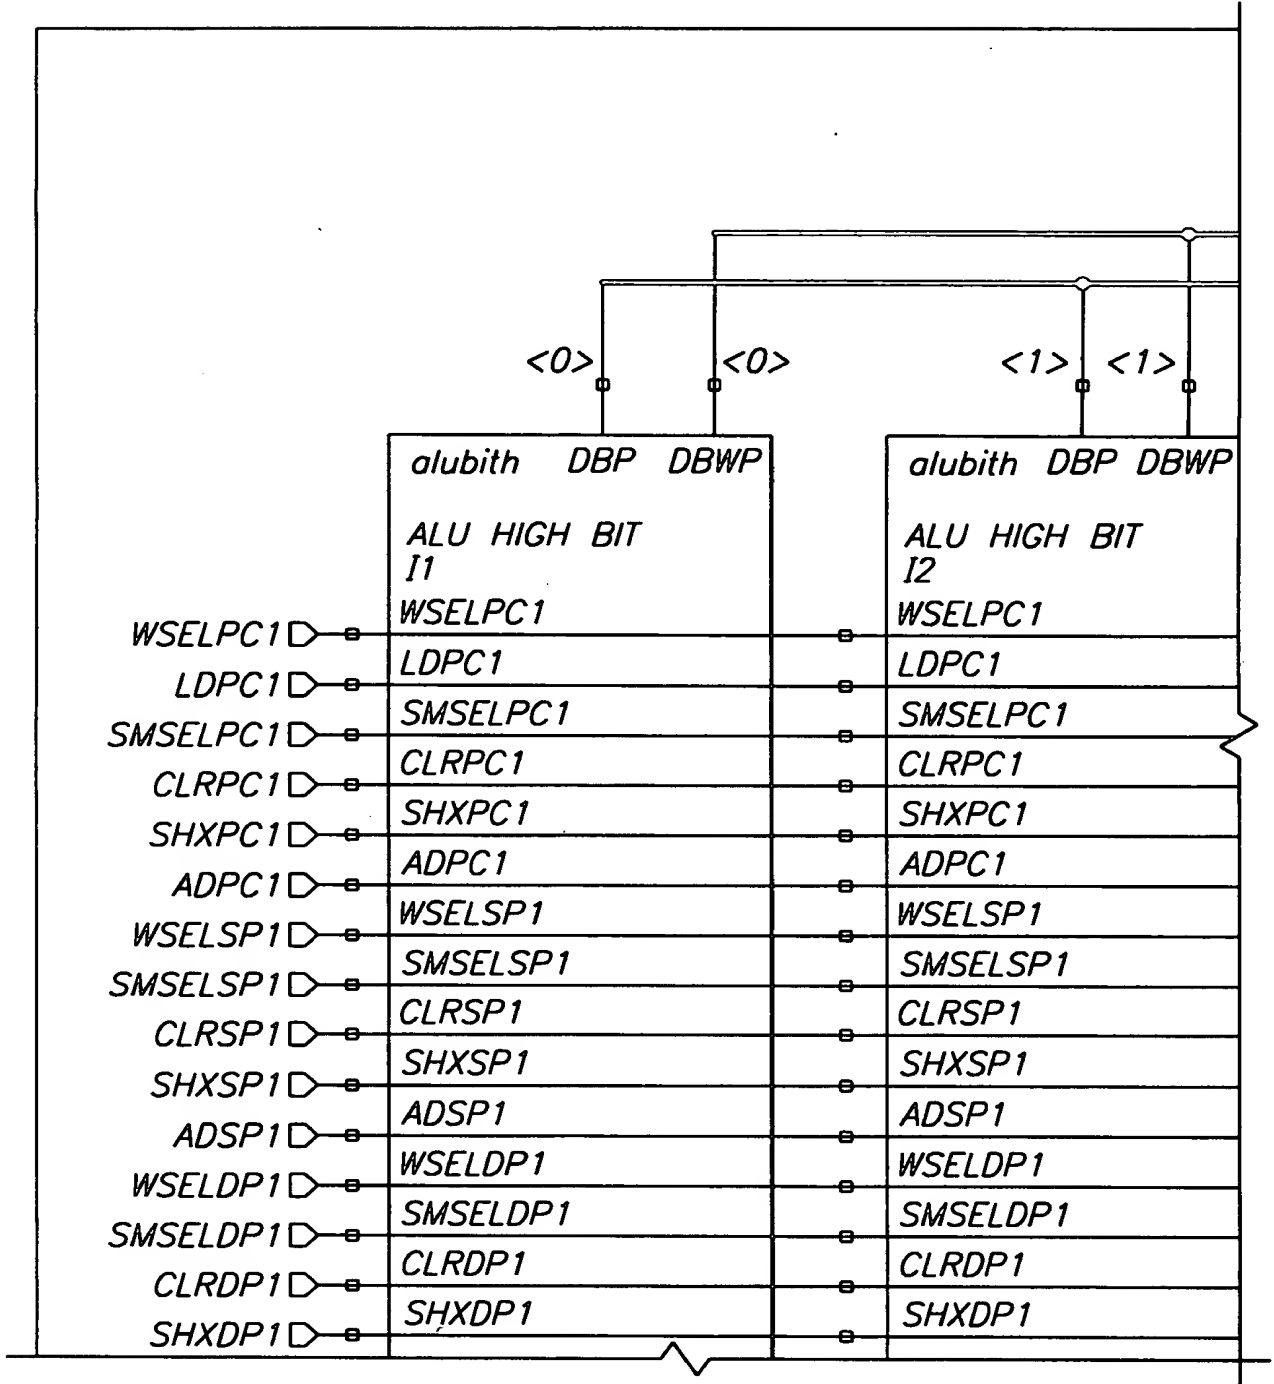 <0> <0> <1> <1>
alubith DBP DBWP
ALU HIGH BIT
I1
alubith DBP DBWP
ALU HIGH BIT
I2
WSELPC1 WSELPC1 WSELPC1
LDPC1 LDPC1 LDPC1
SMSELPC1 SMSELPC1 SMSELPC1
CLRPC1 CLRPC1 CLRPC1
SHXPC1 SHXPC1 SHXPC1
ADPC1 ADPC1 ADPC1
WSELSP1 WSELSP1 WSELSP1
SMSELSP1 SMSELSP1 SMSELSP1
CLRSP1 CLRSP1 CLRSP1
SHXSP1 SHXSP1 SHXSP1
ADSP1 ADSP1 ADSP1
WSELDP1 WSELDP1 WSELDP1
SMSELDP1 SMSELDP1 SMSELDP1
CLRDP1 CLRDP1 CLRDP1
SHXDP1 SHXDP1 SHXDP1